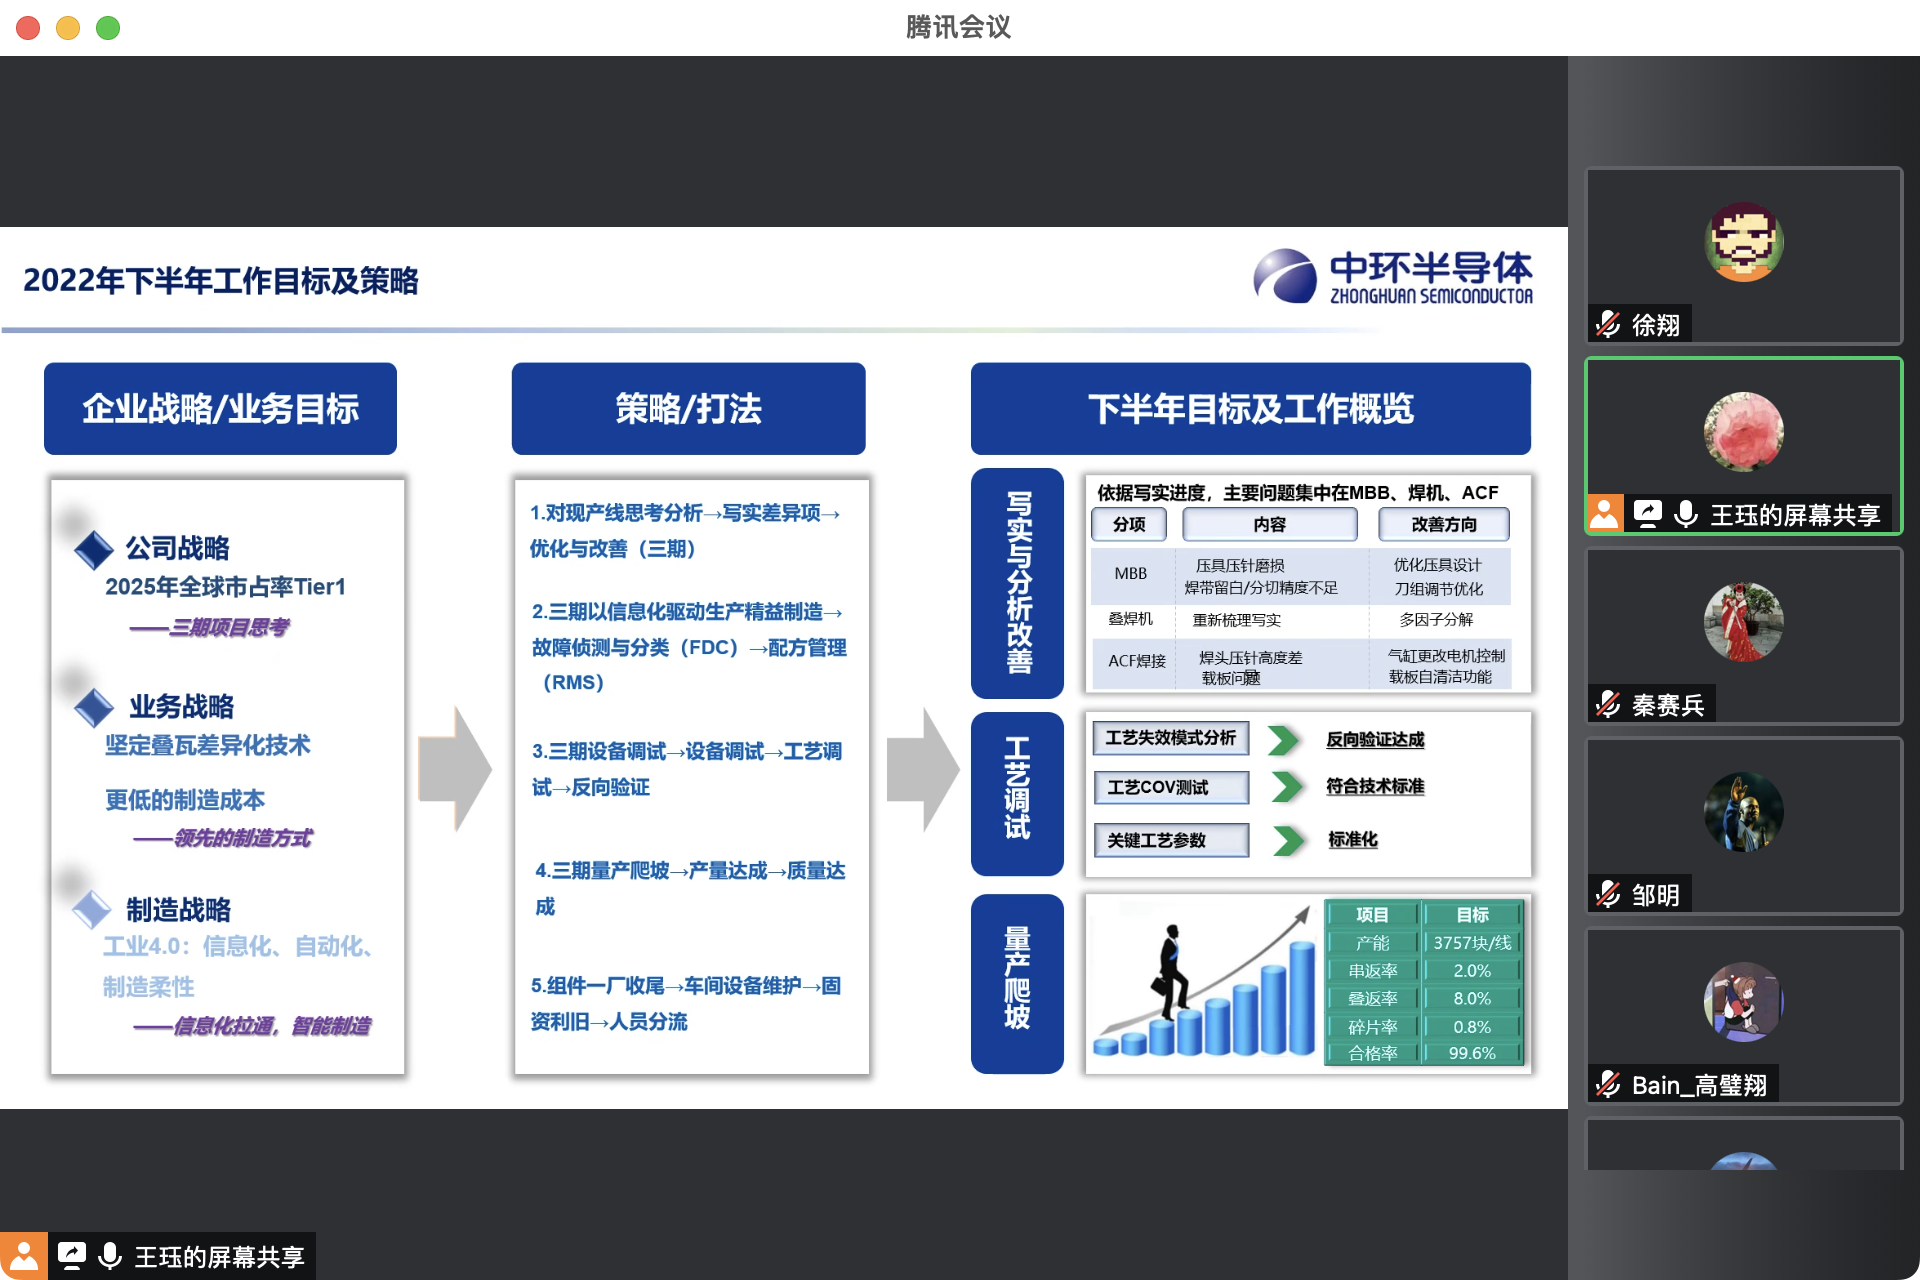 腾讯会议
2022年下半年工作目标及策略
中环半导体
ZHONGHUAN SEMICONDUCTOR
企业战略/业务目标
公司战略
2025年全球市占率Tier1
——三期项目思考
业务战略
坚定叠瓦差异化技术
更低的制造成本
——领先的制造方式
制造战略
工业4.0：信息化、自动化、
制造柔性
——信息化拉通，智能制造
策略/打法
1.对现产线思考分析→写实差异项→
优化与改善（三期）
2.三期以信息化驱动生产精益制造→
故障侦测与分类（FDC）→配方管理
（RMS）
3.三期设备调试→设备调试→工艺调
试→反向验证
4.三期量产爬坡→产量达成→质量达
成
5.组件一厂收尾→车间设备维护→固
资利旧→人员分流
下半年目标及工作概览
写实与分析改善
依据写实进度，主要问题集中在MBB、焊机、ACF
分项 内容 改善方向
MBB
压具压针磨损
焊带留白/分切精度不足
优化压具设计
刀组调节优化
叠焊机 重新梳理写实 多因子分解
ACF焊接
焊头压针高度差
异
载板问题
气缸更改电机控制
载板自清洁功能
工艺调试
工艺失效模式分析 反向验证达成
工艺COV测试 符合技术标准
关键工艺参数 标准化
量产爬坡
项目 目标
产能 3757块/线
串返率 2.0%
叠返率 8.0%
碎片率 0.8%
合格率 99.6%
徐翔
王珏的屏幕共享
秦赛兵
邹明
Bain_高璧翔
王珏的屏幕共享